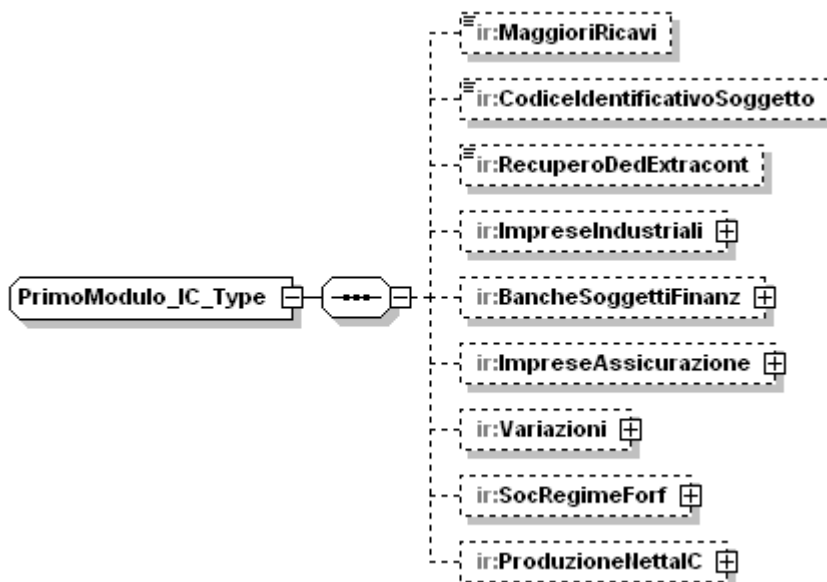 ir:MaggioriRicavi
ir:CodiceIdentificativoSoggetto
ir:RecuperoDedExtracont
ir:ImpreseIndustriali
PrimoModulo_IC_Type
ir:BancheSoggettiFinanz
ir:ImpreseAssicurazione
ir:Variazioni
ir:SocRegimeForf
ir:ProduzioneNettaIC